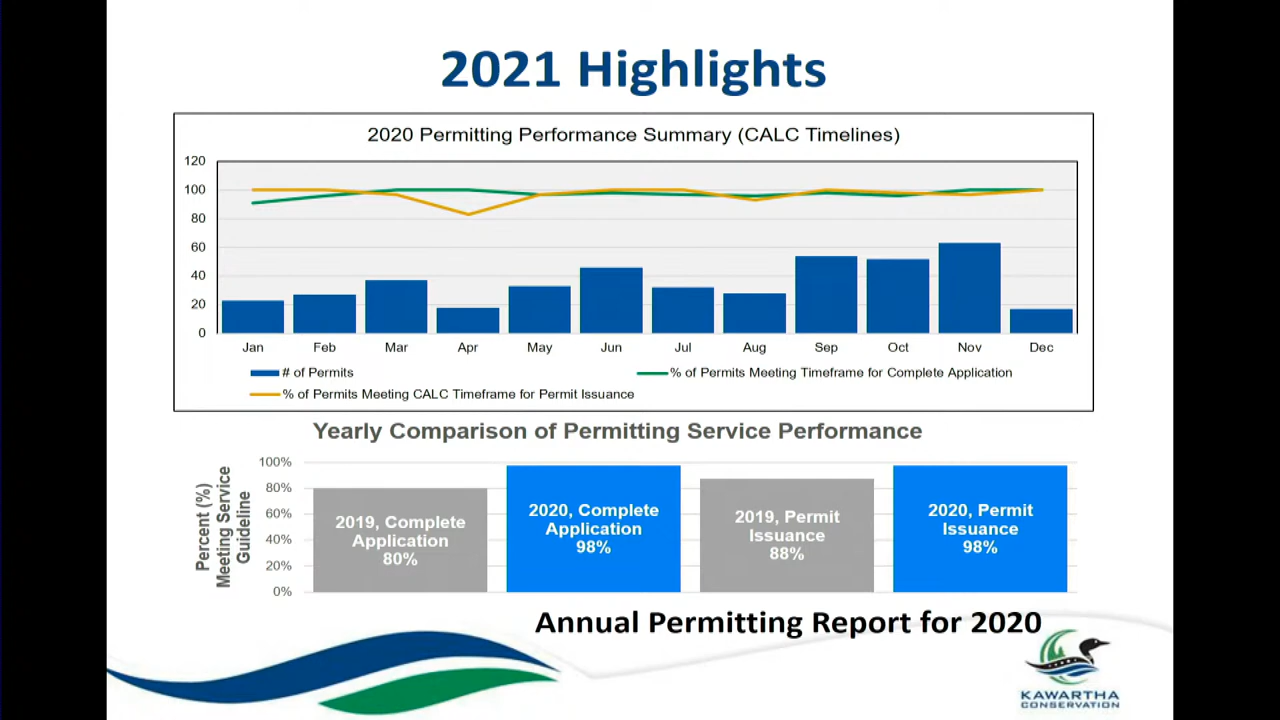 2021 Highlights
2020 Permitting Performance Summary (CALC Timelines)
120
100
80
60
40
20
0
Jan Feb Mar Apr May Jun Jul Aug Sep Oct Nov Dec
# of Permits
% of Permits Meeting Timeframe for Complete Application
% of Permits Meeting CALC Timeframe for Permit Issuance
Yearly Comparison of Permitting Service Performance
Percent (%)
Meeting Service
Guideline
100%
80%
60%
40%
20%
0%
2019, Complete
Application
80%
2020, Complete
Application
98%
2019, Permit
Issuance
88%
2020, Permit
Issuance
98%
Annual Permitting Report for 2020
KAWARTHA
CONSERVATION